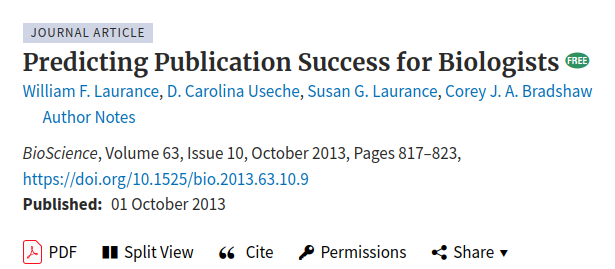 JOURNAL ARTICLE
Predicting Publication Success for Biologists FREE
William F. Laurance, D. Carolina Useche, Susan G. Laurance, Corey J. A. Bradshaw
Author Notes
BioScience, Volume 63, Issue 10, October 2013, Pages 817–823,
https://doi.org/10.1525/bio.2013.63.10.9
Published: 01 October 2013
PDF Split View Cite Permissions Share